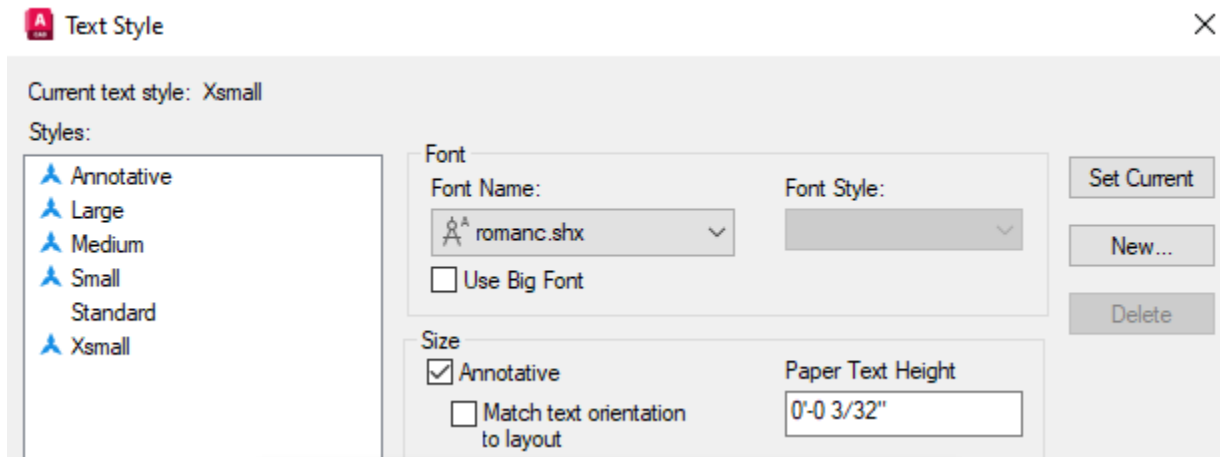 A
CAD
Text Style
Current text style: Xsmall
Styles:
Annotative
Large
Medium
Small
Standard
Xsmall
Font
Font Name:
Font Style:
A romanc.shx
Use Big Font
Size
Annotative
Match text orientation
to layout
Paper Text Height
0'-0 3/32"
Set Current
New...
Delete